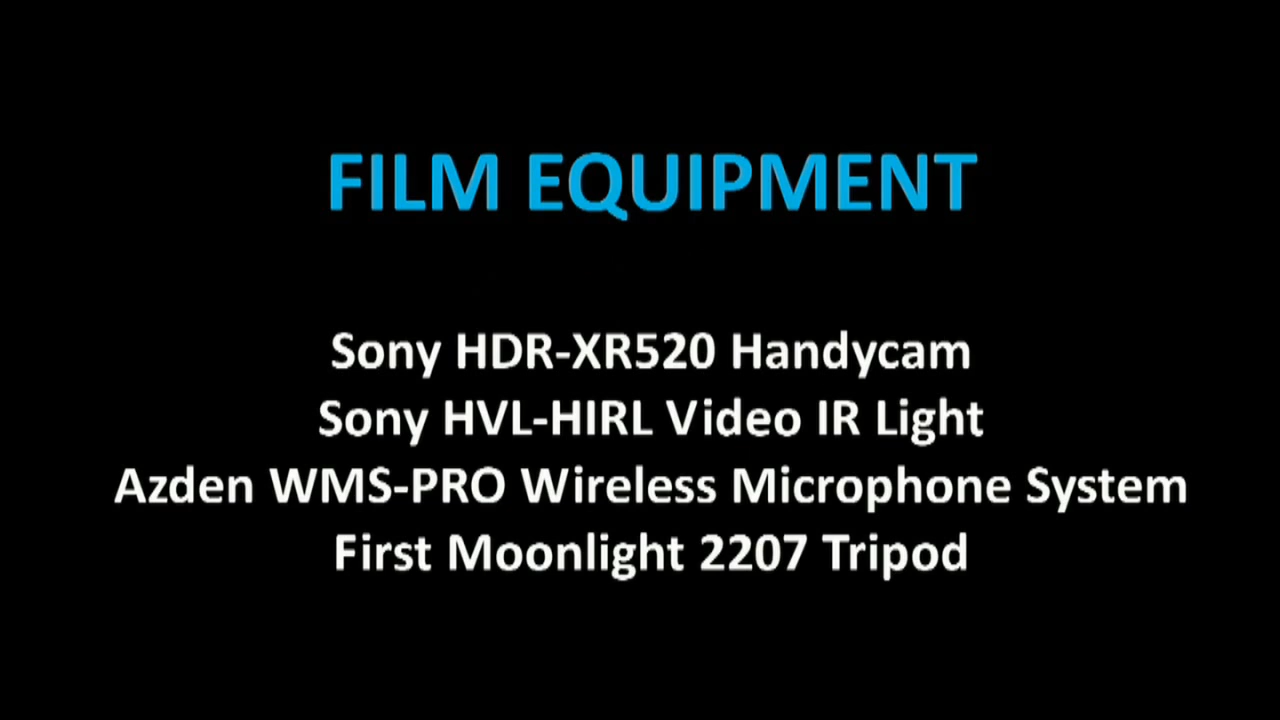 FILM EQUIPMENT
Sony HDR-XR520 Handycam
Sony HVL-HIRL Video IR Light
Azden WMS-PRO Wireless Microphone System
First Moonlight 2207 Tripod